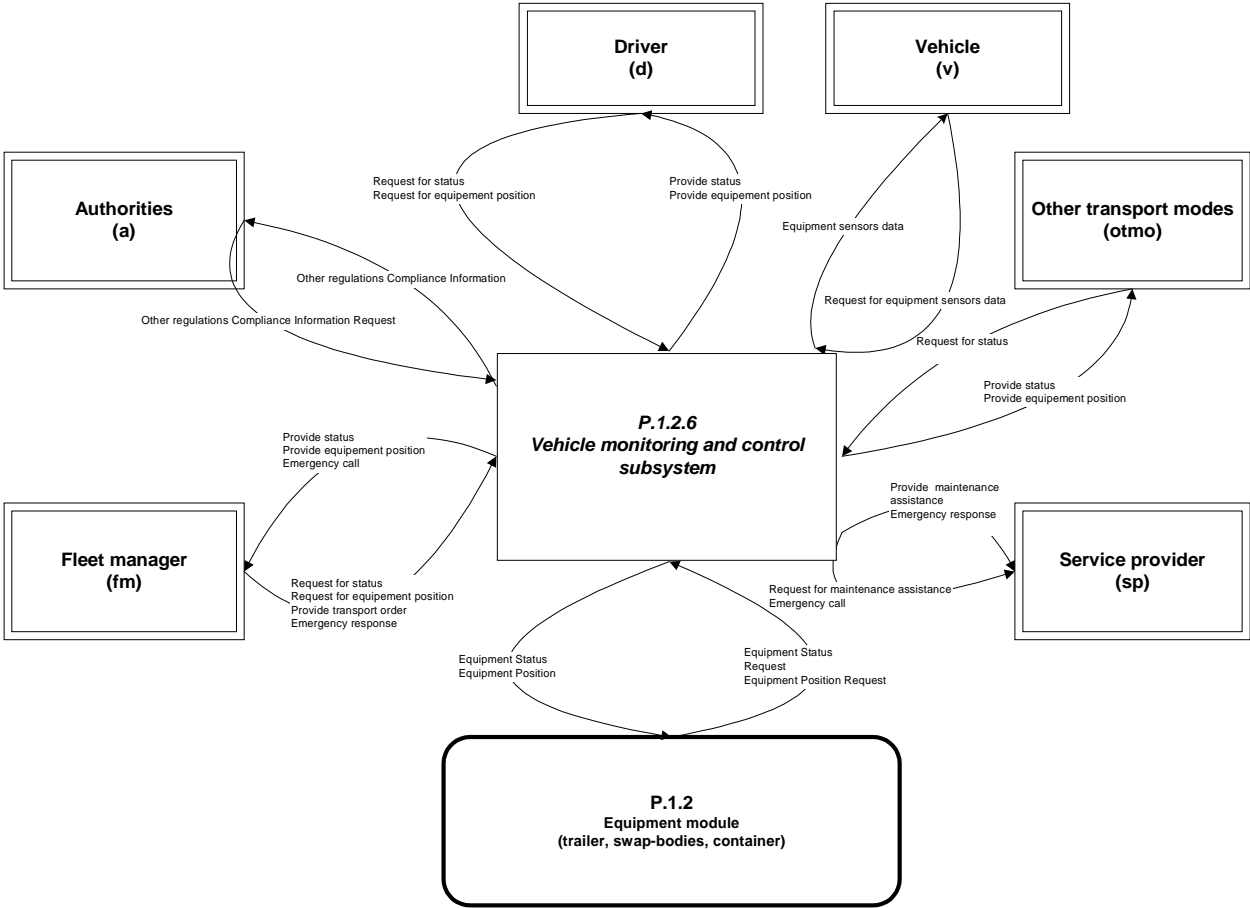 Driver
(d)
Vehicle
(v)
Authorities
(a)
Other transport modes
(otmo)
Request for status
Request for equipement position
Provide status
Provide equipement position
Equipment sensors data
Other regulations Compliance Information
Request for equipment sensors data
Other regulations Compliance Information Request
Request for status
Provide status
Provide equipement position
P.1.2.6
Vehicle monitoring and control
subsystem
Provide status
Provide equipement position
Emergency call
Provide maintenance
assistance
Emergency response
Fleet manager
(fm)
Service provider
(sp)
Request for status
Request for equipement position
Provide transport order
Emergency response
Request for maintenance assistance
Emergency call
Equipment Status
Equipment Position
Equipment Status
Request
Equipment Position Request
P.1.2
Equipment module
(trailer, swap-bodies, container)